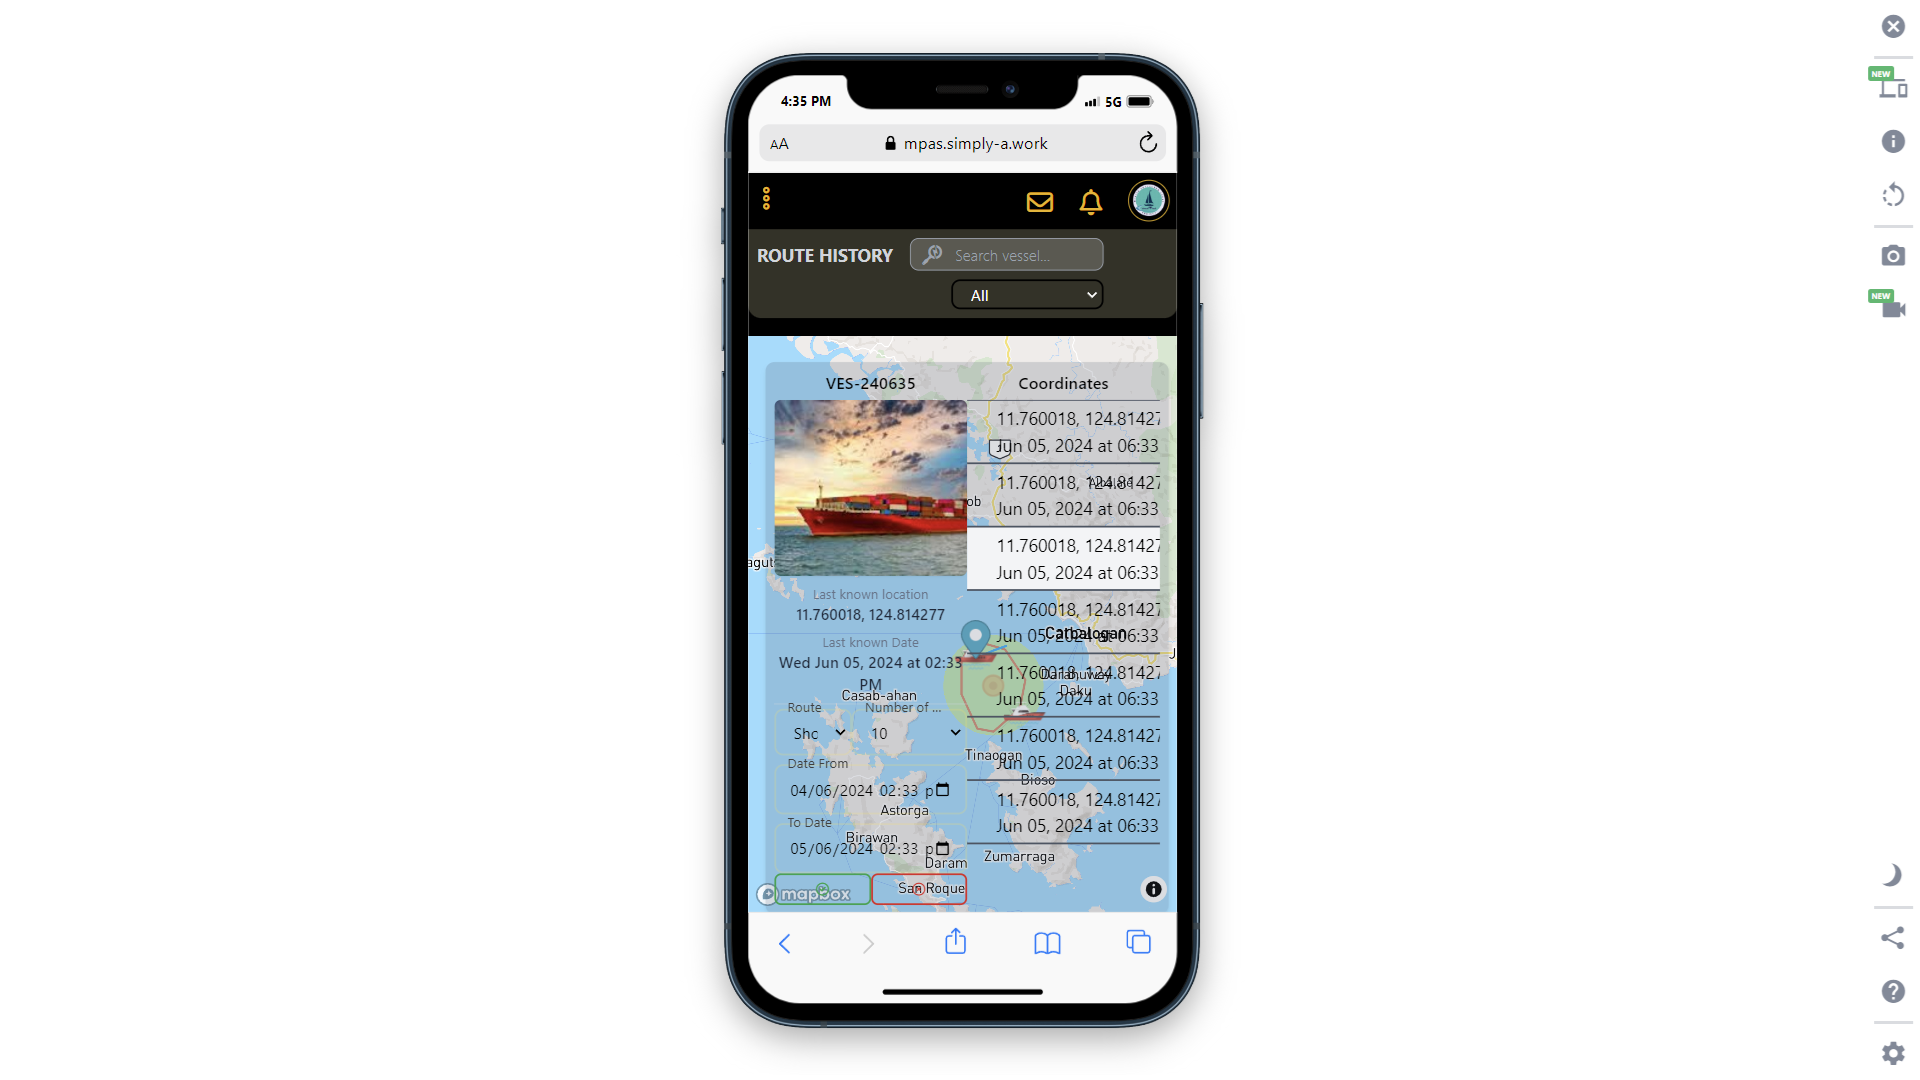 NEW
NEW
4:35 PM
5G
AA
mpas.simply-a.work
ROUTE HISTORY
Search vessel...
All
VES-240635
Coordinates
11.760018, 124.81427
Jun 05, 2024 at 06:33
11.760018, 124.81427
Jun 05, 2024 at 06:33
ob
11.760018, 124.81427
Jun 05, 2024 at 06:33
agut
Last known location
11.760018, 124.814277
11.760018, 124.81427
Jun 05, 2024 at 06:33
Catbalogan
Last known Date
Wed Jun 05, 2024 at 02:33
PM
J
11.760018, 124.81427
Jun 05, 2024 at 06:33
Daku
Casab-ahan
Route
Number of ...
Sho
10
11.760018, 124.81427
Jun 05, 2024 at 06:33
Tinaogan
Bioso
Date From
04/06/2024 02:33 p
Astorga
11.760018, 124.81427
Jun 05, 2024 at 06:33
To Date
Birawan
05/06/2024 02:33 p
Daram
Zumarraga
mapbox
San Roque